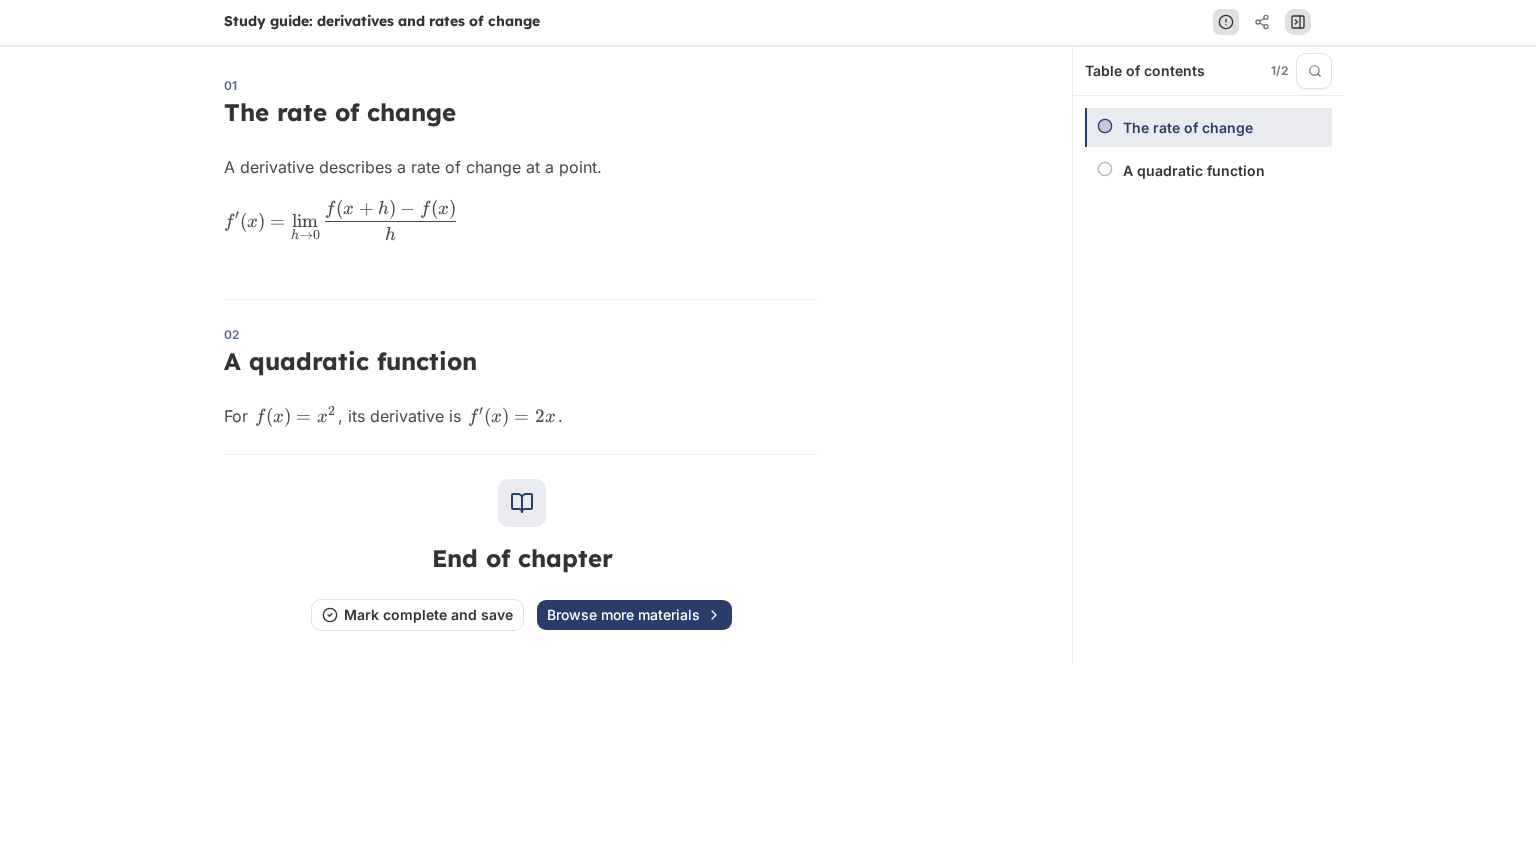 Study guide: derivatives and rates of change
01
The rate of change
A derivative describes a rate of change at a point.
f′(x) = lim_{h→0} \frac{f(x + h) − f(x)}{h}
02
A quadratic function
For f(x) = x², its derivative is f′(x) = 2x.
End of chapter
Mark complete and save
Browse more materials
Table of contents
1/2
The rate of change
A quadratic function